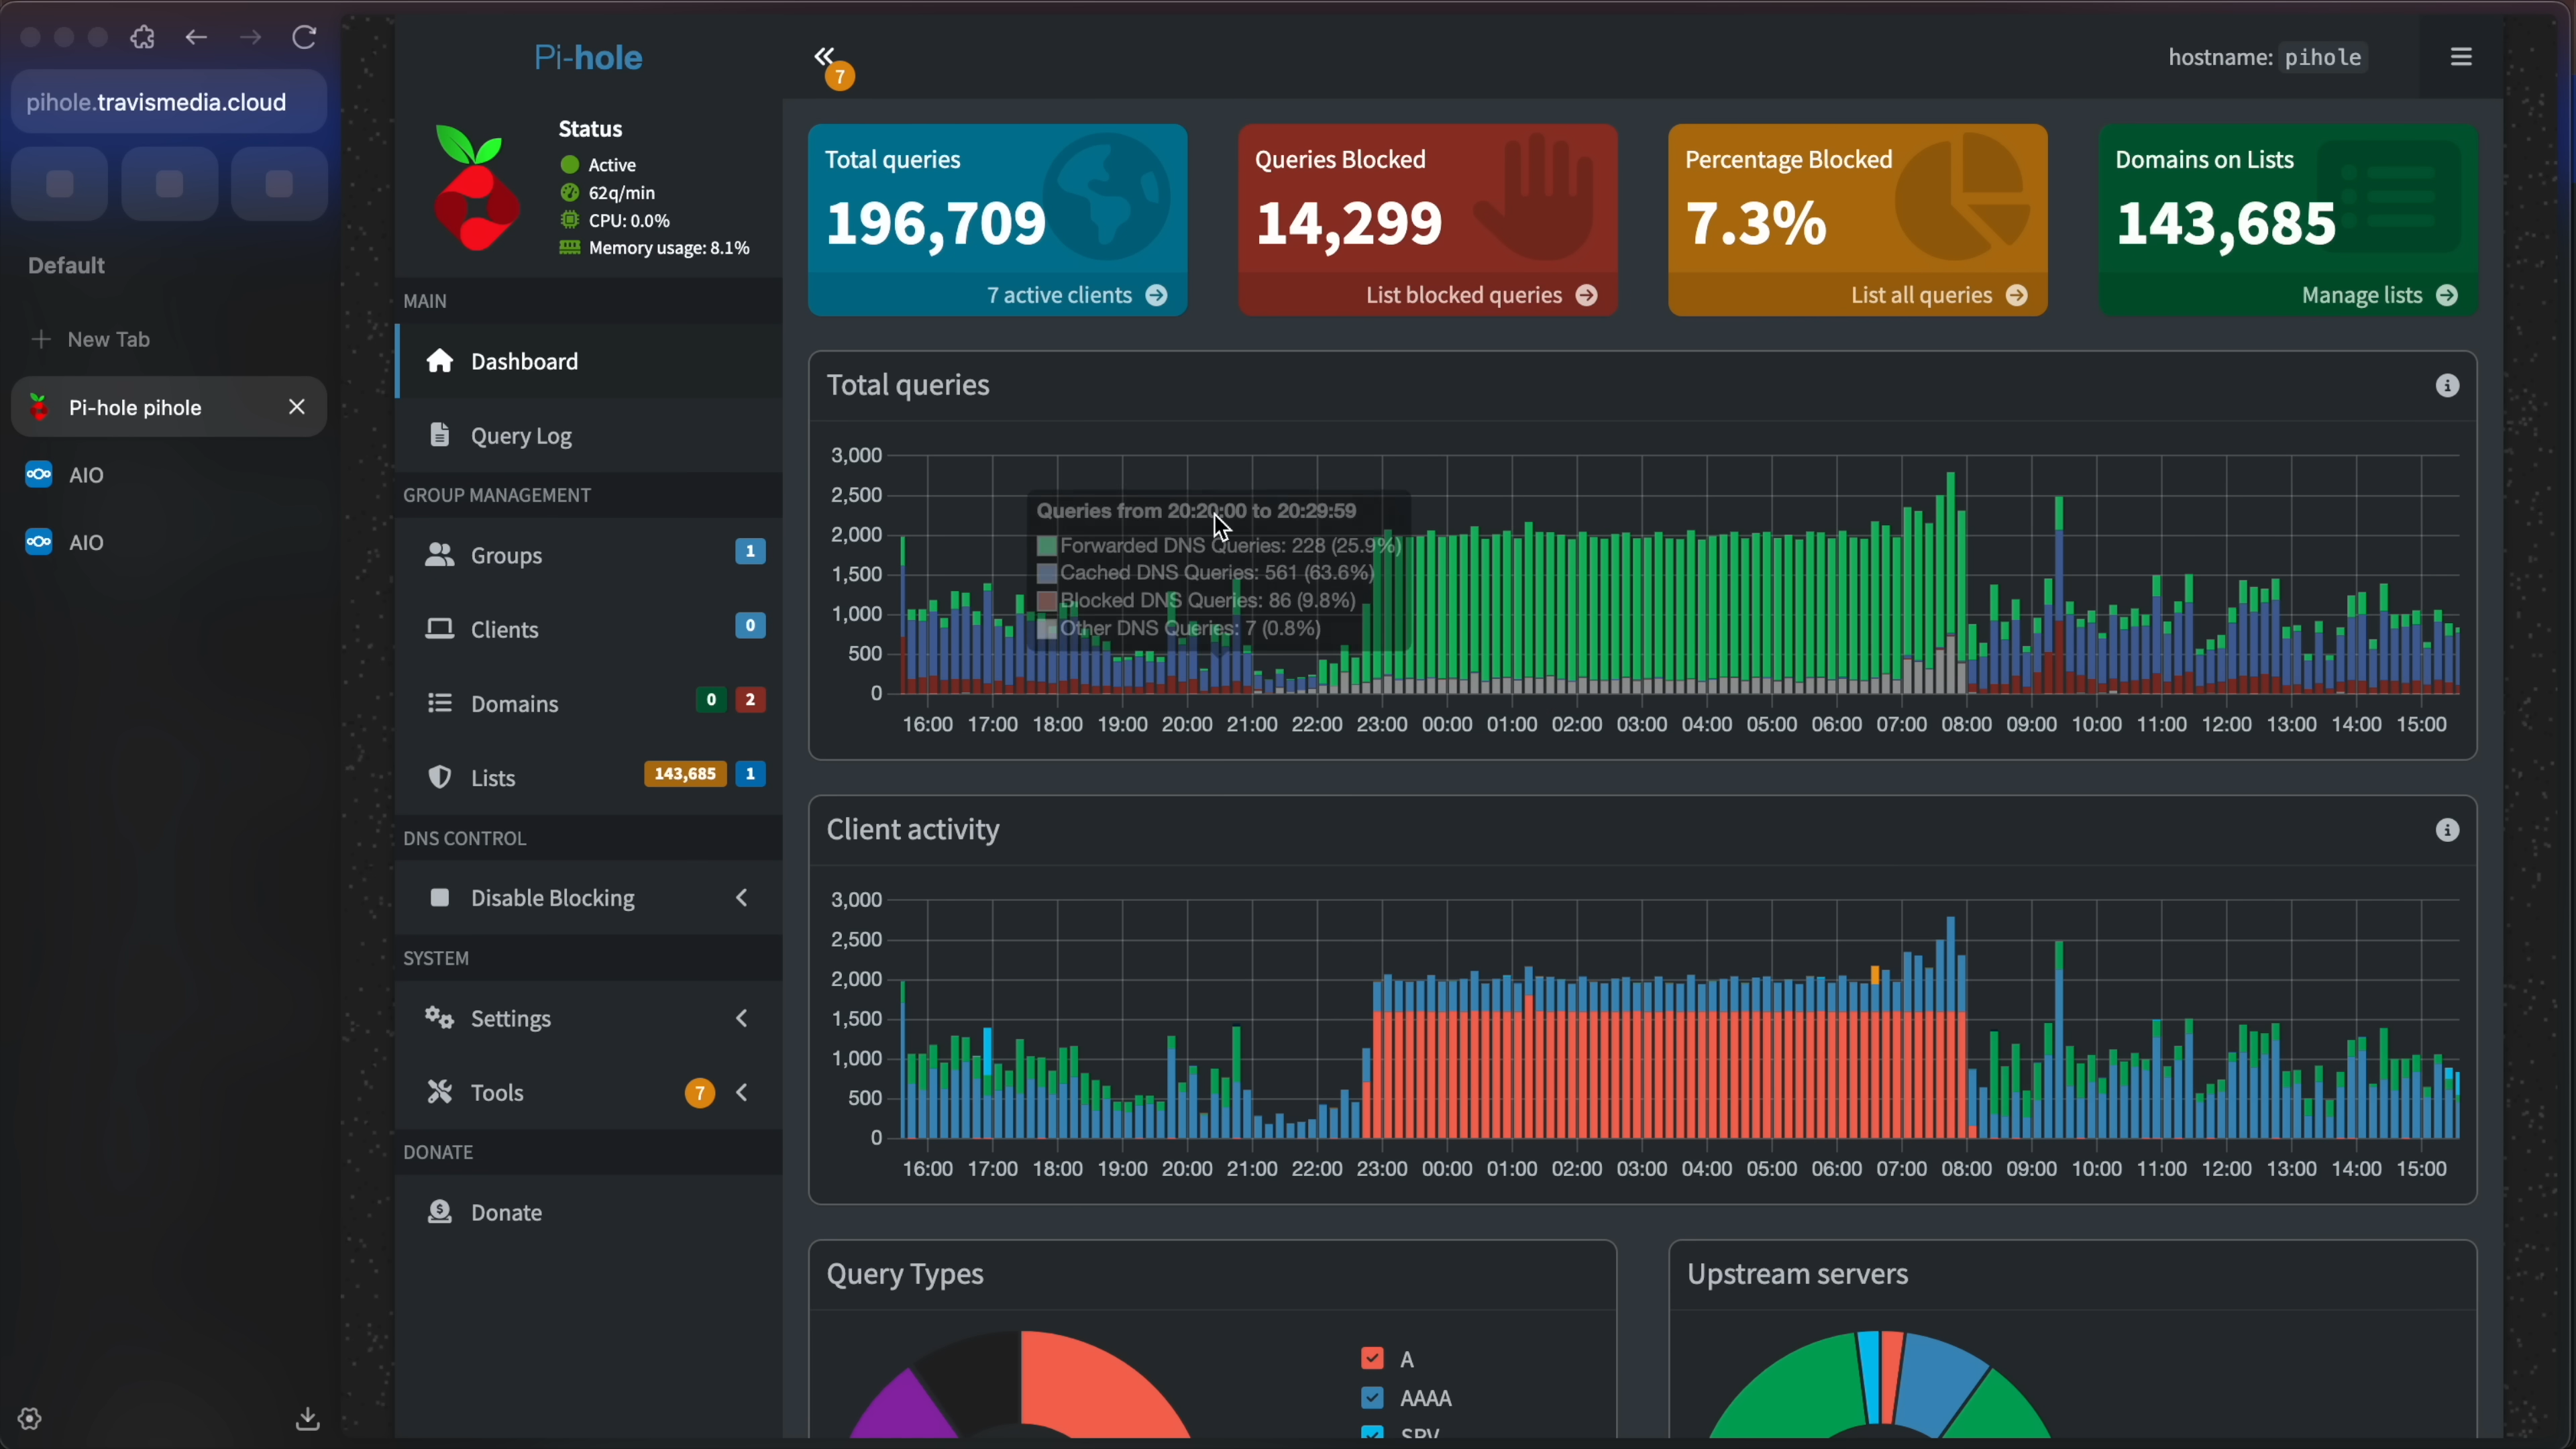 pihole.travismedia.cloud
Default
New Tab
Pi-hole pihole
AIO
AIO
Pi-hole
7
hostname: pihole
Status
Active
62q/min
CPU: 0.0%
Memory usage: 8.1%
MAIN
Dashboard
Query Log
GROUP MANAGEMENT
Groups 1
Clients 0
Domains 0 2
Lists 143,685 1
DNS CONTROL
Disable Blocking
SYSTEM
Settings
Tools 7
DONATE
Donate
Total queries
196,709
7 active clients
Queries Blocked
14,299
List blocked queries
Percentage Blocked
7.3%
List all queries
Domains on Lists
143,685
Manage lists
Total queries
3,000
2,500
2,000
1,500
1,000
500
0
Queries from 20:20:00 to 20:29:59
Forwarded DNS Queries: 228 (25.9%)
Cached DNS Queries: 561 (63.6%)
Blocked DNS Queries: 86 (9.8%)
Other DNS Queries: 7 (0.8%)
16:00 17:00 18:00 19:00 20:00 21:00 22:00 23:00 00:00 01:00 02:00 03:00 04:00 05:00 06:00 07:00 08:00 09:00 10:00 11:00 12:00 13:00 14:00 15:00
Client activity
3,000
2,500
2,000
1,500
1,000
500
0
16:00 17:00 18:00 19:00 20:00 21:00 22:00 23:00 00:00 01:00 02:00 03:00 04:00 05:00 06:00 07:00 08:00 09:00 10:00 11:00 12:00 13:00 14:00 15:00
Query Types
A
AAAA
SRV
Upstream servers